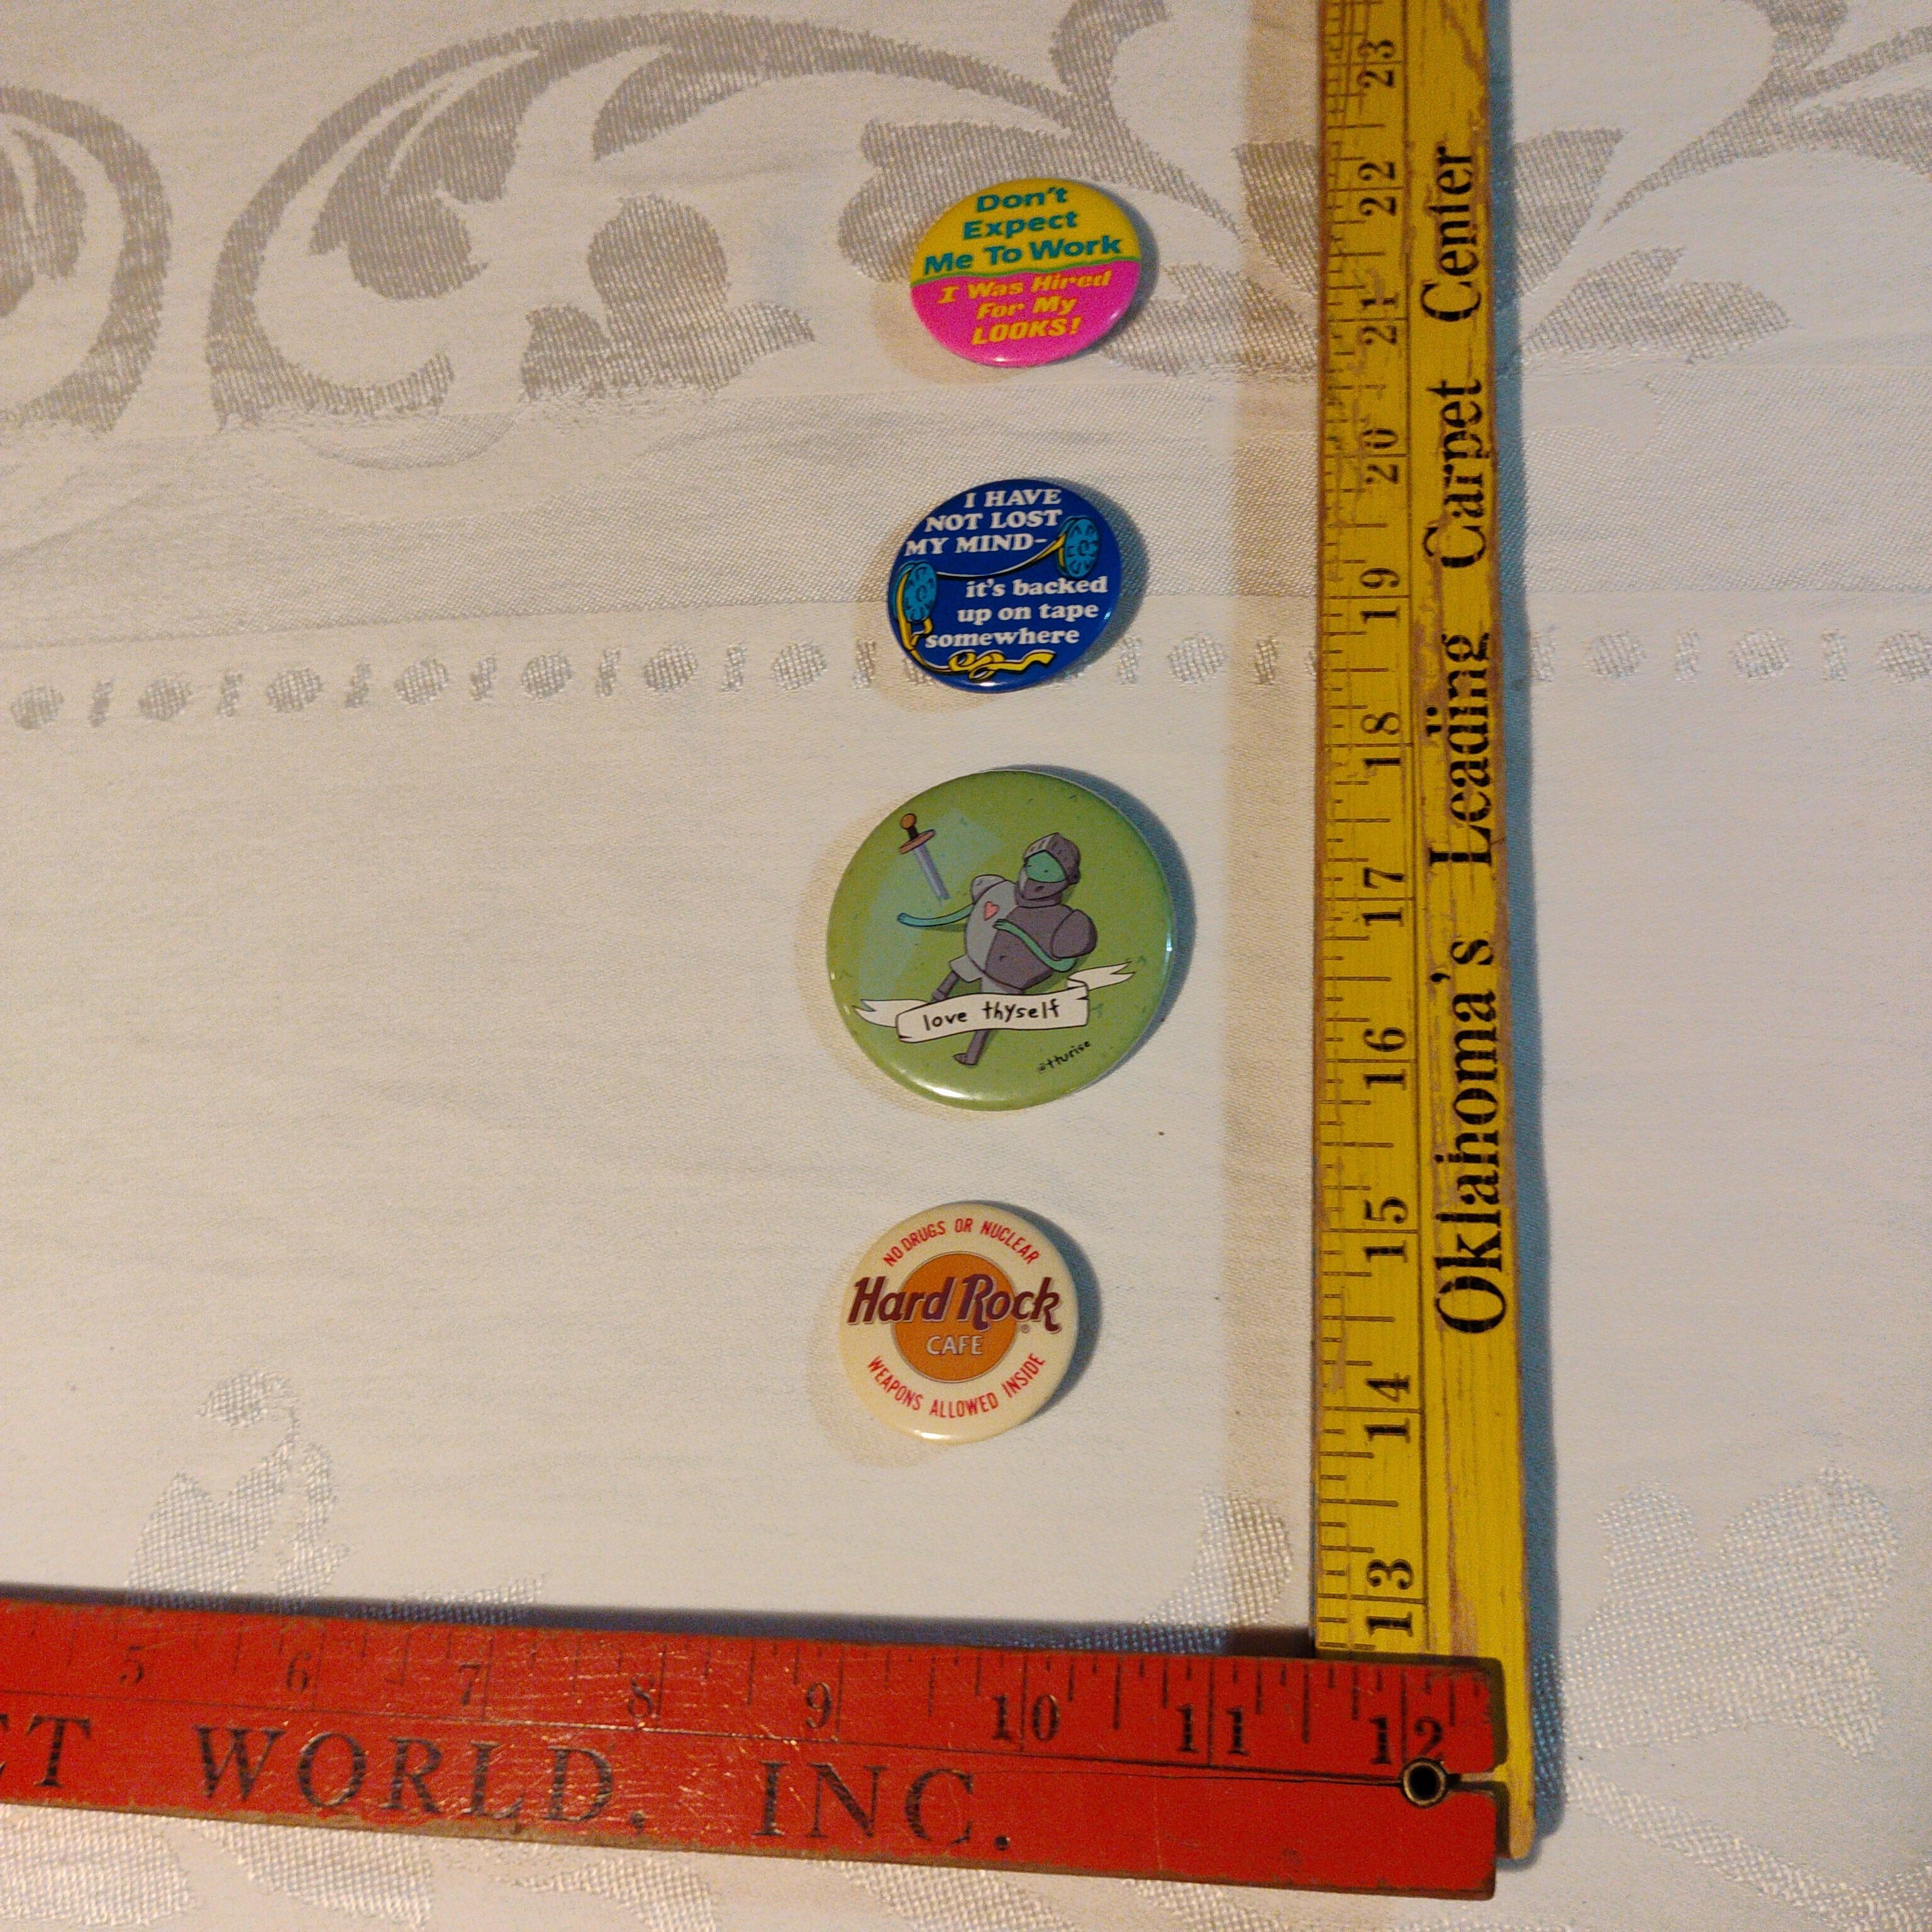 Don't
Expect
Me To Work
I Was Hired
For My
LOOKS!
I HAVE
NOT LOST
MY MIND-
it's backed
up on tape
somewhere
love thyself
@tturise
NO DRUGS OR NUCLEAR
Hard Rock®
CAFE
WEAPONS ALLOWED INSIDE
23
22
21
20
19
18
17
16
15
14
13
Oklahoma's Leading Carpet Center
5 6 7 8 9 10 11 12
ET WORLD, INC.